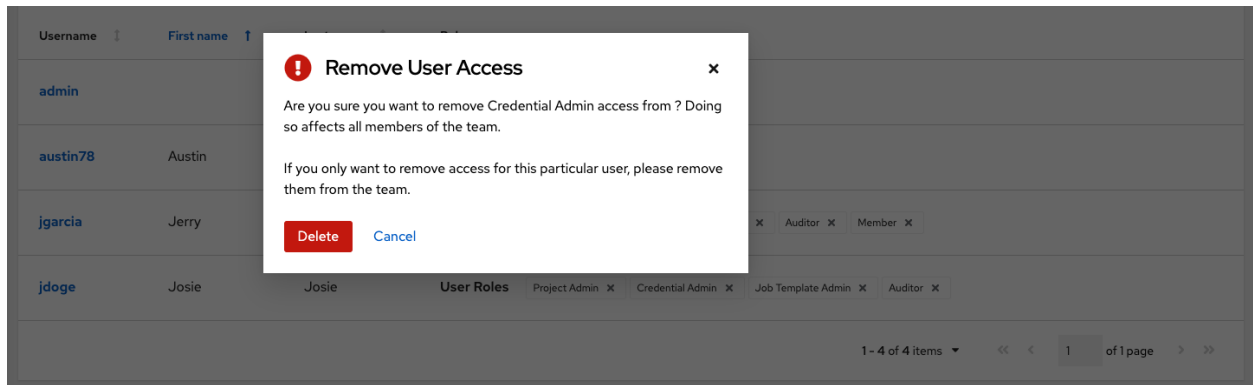 Username First name
Remove User Access
Are you sure you want to remove Credential Admin access from ? Doing
so affects all members of the team.
If you only want to remove access for this particular user, please remove
them from the team.
Delete Cancel
admin
austin78 Austin
jgarcia Jerry Auditor Member
jdoge Josie Josie User Roles Project Admin Credential Admin Job Template Admin Auditor
1 - 4 of 4 items 1 of 1 page